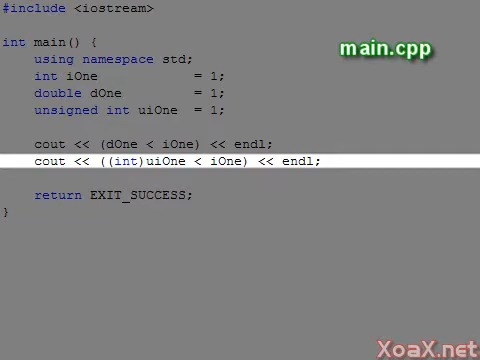 #include <iostream>
main.cpp
int main() {
    using namespace std;
    int iOne            = 1;
    double dOne         = 1;
    unsigned int uiOne  = 1;
    cout << (dOne < iOne) << endl;
    cout << ((int)uiOne < iOne) << endl;
    return EXIT_SUCCESS;
}
XoaX.net